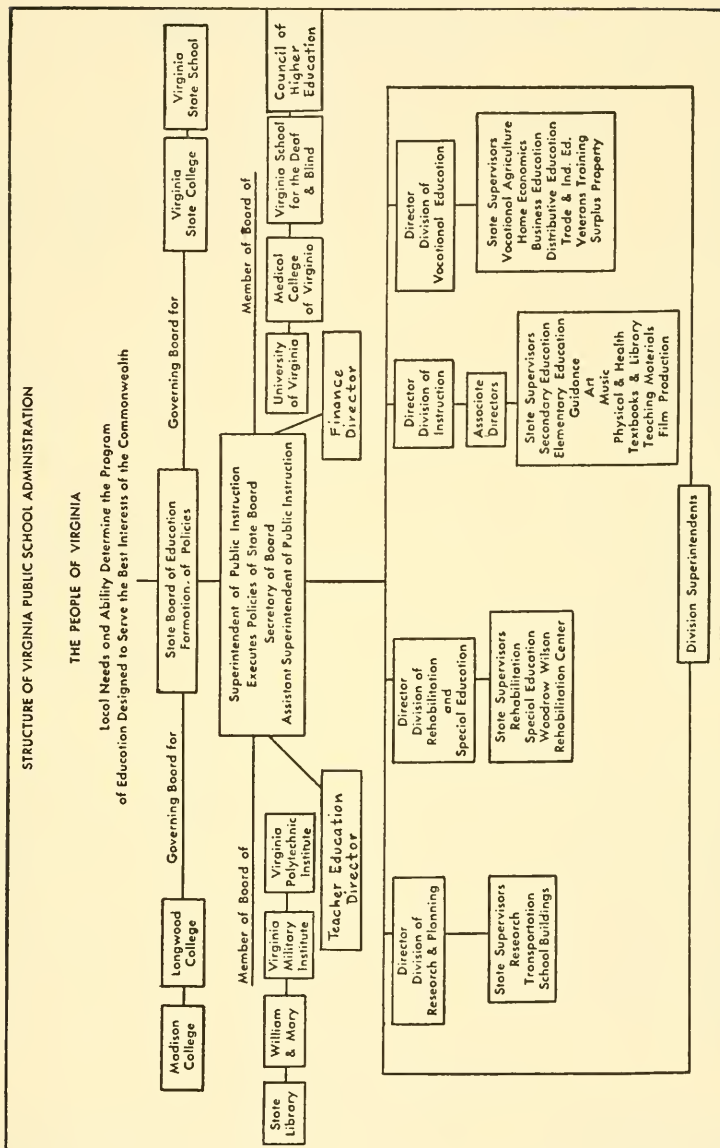 STRUCTURE OF VIRGINIA PUBLIC SCHOOL ADMINISTRATION
THE PEOPLE OF VIRGINIA
Local Needs and Ability Determine the Program
of Education Designed to Serve the Best Interests of the Commonwealth
Madison
College
Longwood
College
Governing Board for
State Board of Education
Formation. of Policies
Governing Board for
Virginia
State College
Virginia
State School
Member of Board of
State
Library
William
& Mary
Virginia
Military
Institute
Virginia
Polytechnic
Institute
Superintendent of Public Instruction
Executes Policies of State Board
Secretary of Board
Assistant Superintendent of Public Instruction
Member of Board of
University
of Virginia
Medical
College
of Virginia
Virginia School
for the Deaf
& Blind
Council of
Higher
Education
Teacher Education
Director
Finance
Director
Director
Division of
Research & Planning
State Supervisors
Research
Transportation
School Buildings
Director
Division of
Rehabilitation
and
Special Education
State Supervisors
Rehabilitation
Special Education
Woodrow Wilson
Rehabilitation Center
Director
Division of
Instruction
Associate
Directors
State Supervisors
Secondary Education
Elementary Education
Guidance
Art
Music
Physical & Health
Textbooks & Library
Teaching Materials
Film Production
Director
Division of
Vocational Education
State Supervisors
Vocational Agriculture
Home Economics
Business Education
Distributive Education
Trade & Ind. Ed.
Veterans Training
Surplus Property
Division Superintendents